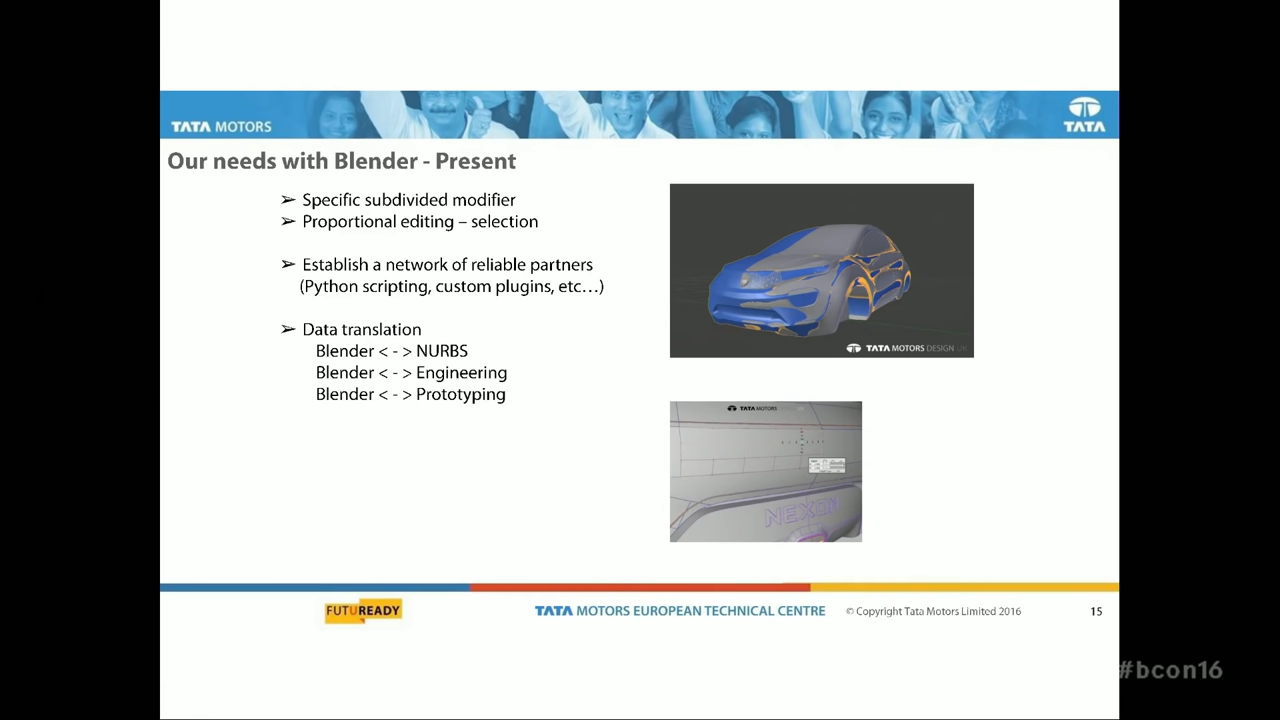 TATA MOTORS
TATA
Our needs with Blender - Present
➢ Specific subdivided modifier
➢ Proportional editing – selection
➢ Establish a network of reliable partners
(Python scripting, custom plugins, etc…)
➢ Data translation
Blender < - > NURBS
Blender < - > Engineering
Blender < - > Prototyping
TATA MOTORS DESIGN UK
TATA MOTORS
NEXON
FUTUREADY
TATA MOTORS EUROPEAN TECHNICAL CENTRE
© Copyright Tata Motors Limited 2016
15
#bcon16